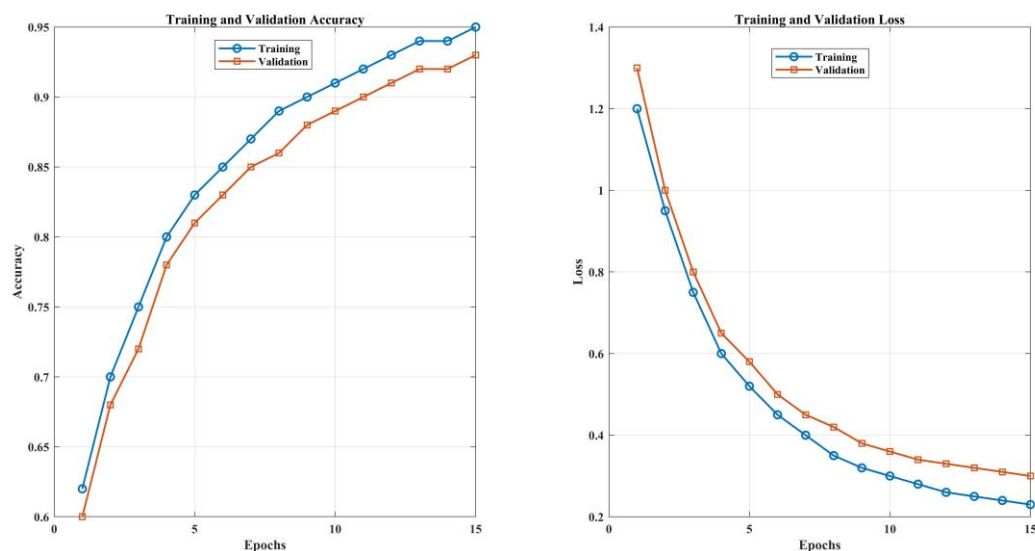 Training and Validation Accuracy
0.95
0.9
0.85
0.8
0.75
0.7
0.65
0.6
Accuracy
Training
Validation
0 5 10 15
Epochs
Training and Validation Loss
1.4
1.2
1
0.8
0.6
0.4
0.2
Loss
Training
Validation
0 5 10 15
Epochs